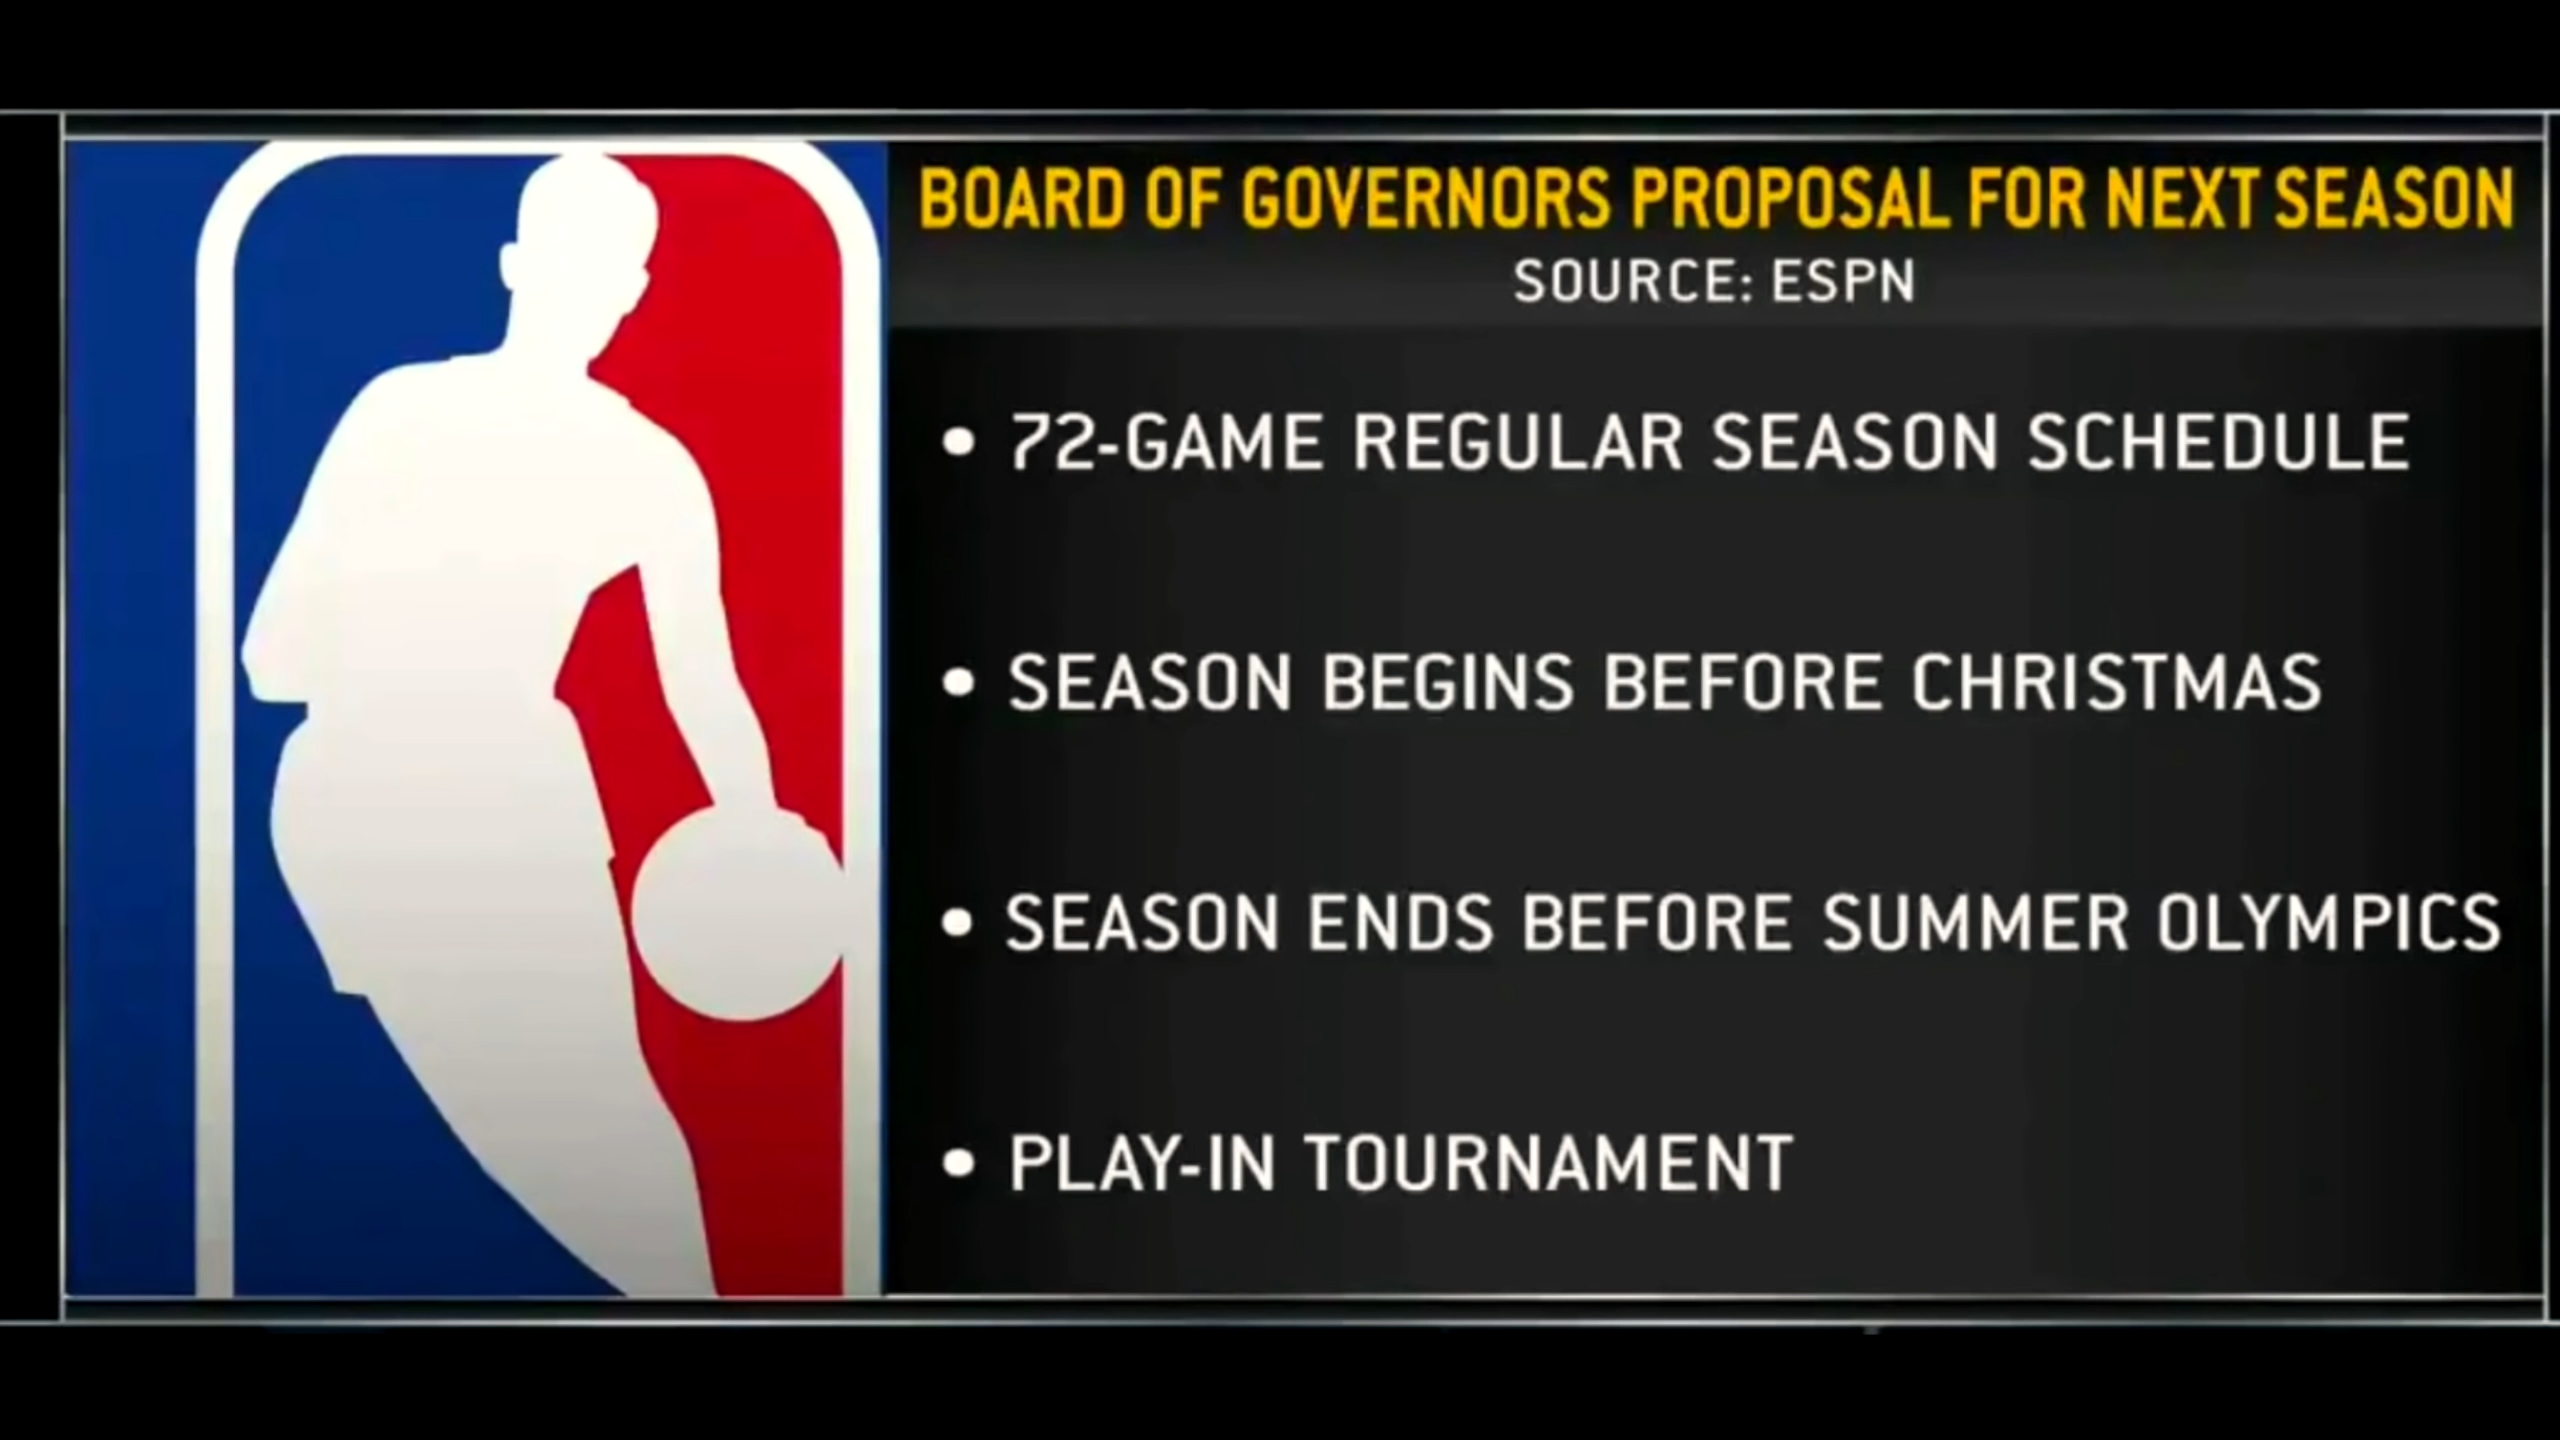 BOARD OF GOVERNORS PROPOSAL FOR NEXT SEASON
SOURCE: ESPN
• 72-GAME REGULAR SEASON SCHEDULE
• SEASON BEGINS BEFORE CHRISTMAS
• SEASON ENDS BEFORE SUMMER OLYMPICS
• PLAY-IN TOURNAMENT